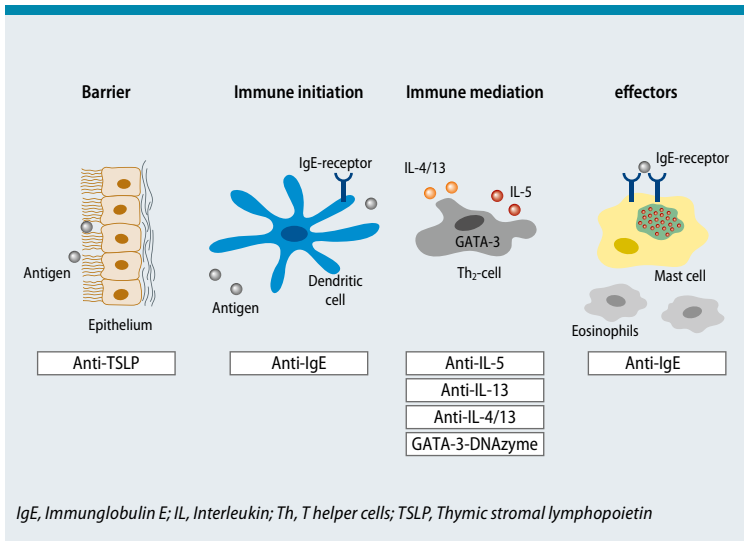 Barrier
Immune initiation
Immune mediation
effectors
IgE-receptor
IL-4/13
IL-5
IgE-receptor
GATA-3
Antigen
Dendritic
cell
Th₂-cell
Mast cell
Antigen
Epithelium
Eosinophils
Anti-TSLP
Anti-IgE
Anti-IL-5
Anti-IgE
Anti-IL-13
Anti-IL-4/13
GATA-3-DNAzyme
IgE, Immunglobulin E; IL, Interleukin; Th, T helper cells; TSLP, Thymic stromal lymphopoietin